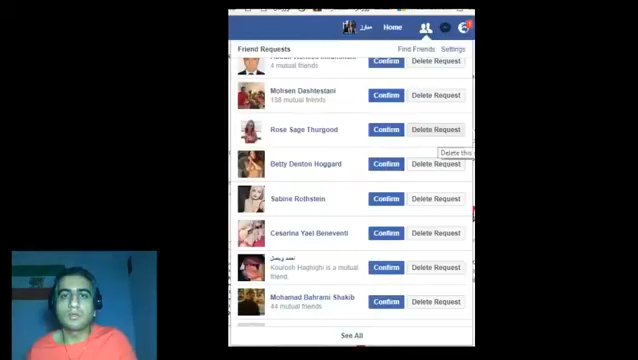 مبارز Home
Friend Requests Find Friends Settings
4 mutual friends Confirm Delete Request
Mohsen Dashtestani
198 mutual friends Confirm Delete Request
Rose Sage Thurgood Confirm Delete Request
Delete this
Betty Denton Hoggard Confirm Delete Request
Sabine Rothstein Confirm Delete Request
Cesarina Yael Beneventi Confirm Delete Request
Kourosh Haghighi is a mutual
friend. Confirm Delete Request
Mohamad Bahrami Shakib
44 mutual friends Confirm Delete Request
See All